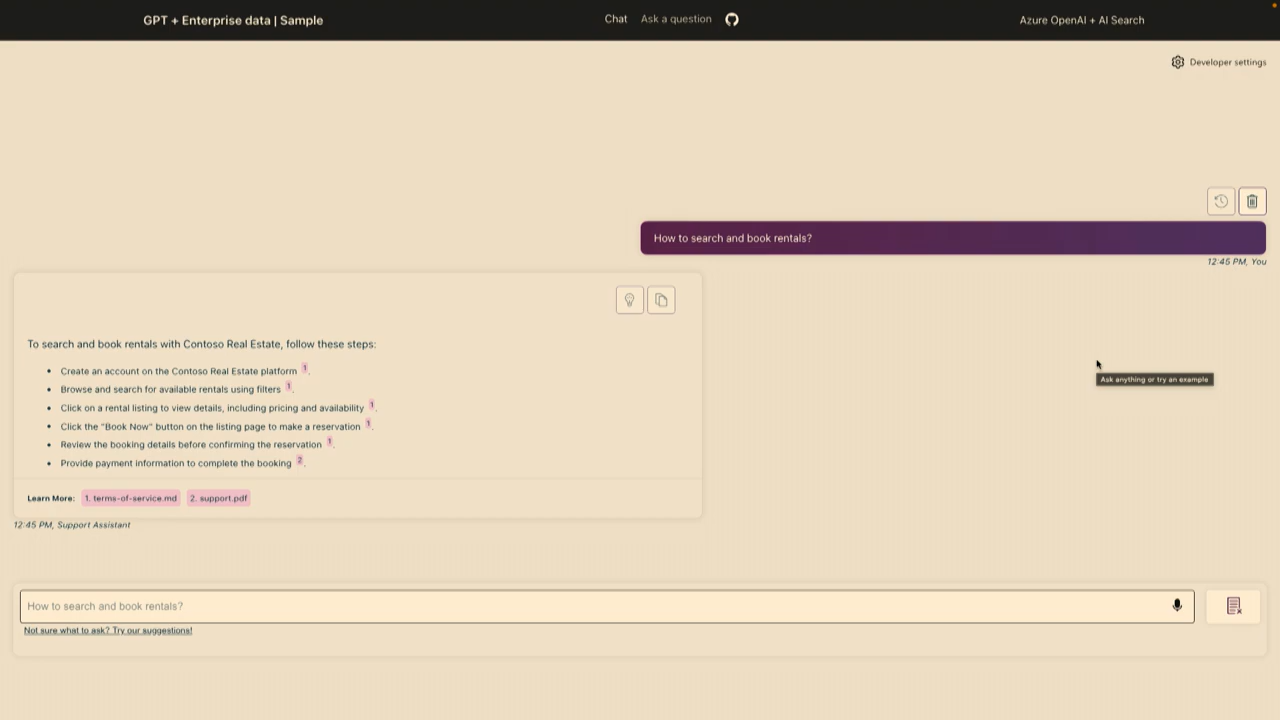 GPT + Enterprise data | Sample
Chat
Ask a question
Azure OpenAI + AI Search
Developer settings
How to search and book rentals?
12:45 PM, You
To search and book rentals with Contoso Real Estate, follow these steps:
• Create an account on the Contoso Real Estate platform 1.
• Browse and search for available rentals using filters 1.
• Click on a rental listing to view details, including pricing and availability 1.
• Click the "Book Now" button on the listing page to make a reservation 1.
• Review the booking details before confirming the reservation 1.
• Provide payment information to complete the booking 2.
Ask anything or try an example
Learn More: 1. terms-of-service.md 2. support.pdf
12:45 PM, Support Assistant
How to search and book rentals?
Not sure what to ask? Try our suggestions!